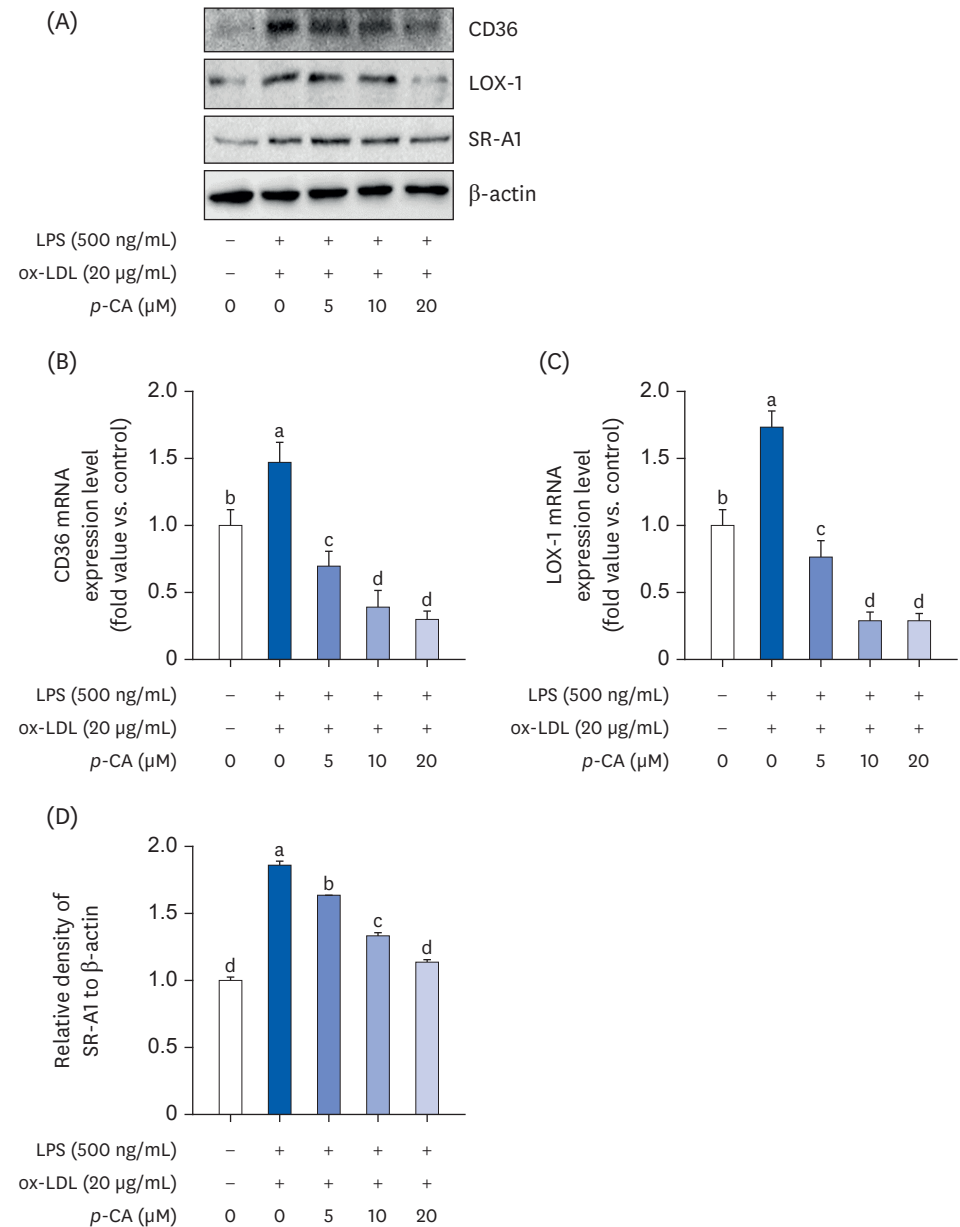 (A)
CD36
LOX-1
SR-A1
β-actin
LPS (500 ng/mL) – + + + +
ox-LDL (20 µg/mL) – + + + +
p-CA (µM) 0 0 5 10 20
(B)
CD36 mRNA
expression level
(fold value vs. control)
2.0
1.5
1.0
0.5
0
b a c d d
LPS (500 ng/mL) – + + + +
ox-LDL (20 µg/mL) – + + + +
p-CA (µM) 0 0 5 10 20
(C)
LOX-1 mRNA
expression level
(fold value vs. control)
2.0
1.5
1.0
0.5
0
b a c d d
LPS (500 ng/mL) – + + + +
ox-LDL (20 µg/mL) – + + + +
p-CA (µM) 0 0 5 10 20
(D)
Relative density of
SR-A1 to β-actin
2.0
1.5
1.0
0.5
0
d a b c d
LPS (500 ng/mL) – + + + +
ox-LDL (20 µg/mL) – + + + +
p-CA (µM) 0 0 5 10 20